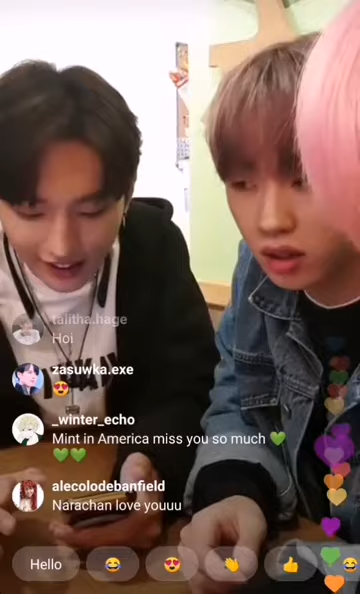 talitha.hage
Hoi
zasuwka.exe
😍
_winter_echo
Mint in America miss you so much 💚
💚💚
alecolodebanfield
Narachan love youuu
Hello 😂 😍 👏 👍 😂